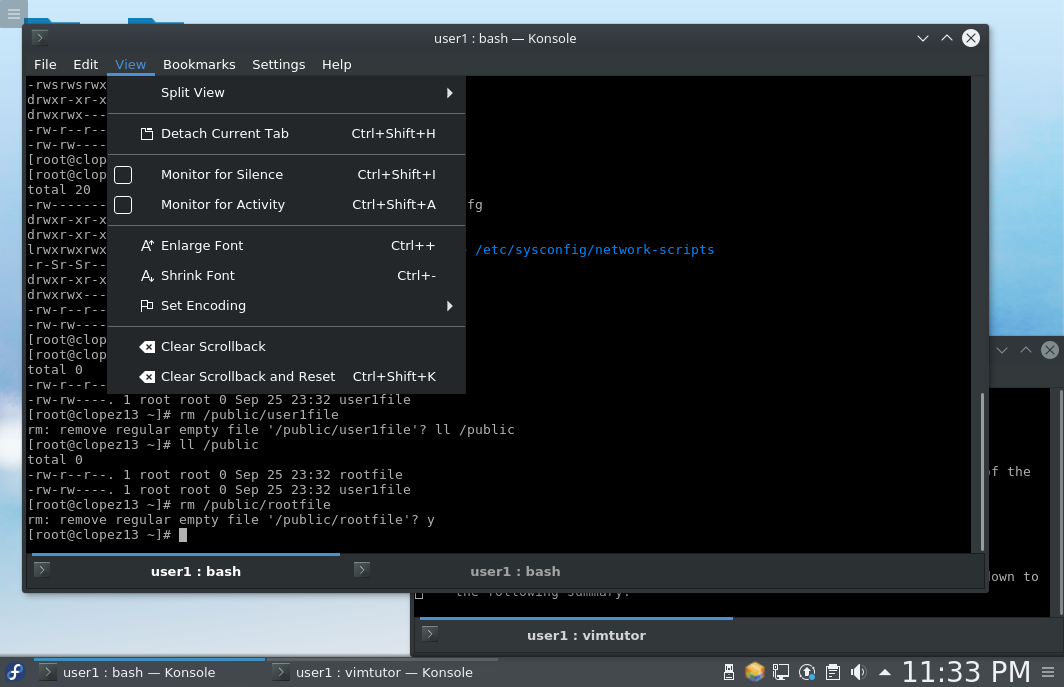 user1 : bash — Konsole
File Edit View Bookmarks Settings Help
-rwsrwsrwx
drwxr-xr-x
drwxrwx---
-rw-r--r--
-rw-rw----
[root@clop
[root@clop
total 20
-rw------- fg
drwxr-xr-x
drwxr-xr-x
lrwxrwxrwx /etc/sysconfig/network-scripts
-r-Sr-Sr--
drwxr-xr-x
drwxrwx---
-rw-r--r--
-rw-rw----
[root@clop
[root@clop
total 0
-rw-r--r--
Split View
Detach Current Tab Ctrl+Shift+H
Monitor for Silence Ctrl+Shift+I
Monitor for Activity Ctrl+Shift+A
Enlarge Font Ctrl++
Shrink Font Ctrl+-
Set Encoding
Clear Scrollback
Clear Scrollback and Reset Ctrl+Shift+K
-rw-rw----. 1 root root 0 Sep 25 23:32 user1file
[root@clopez13 ~]# rm /public/user1file
rm: remove regular empty file '/public/user1file'? ll /public
[root@clopez13 ~]# ll /public
total 0
-rw-r--r--. 1 root root 0 Sep 25 23:32 rootfile
-rw-rw----. 1 root root 0 Sep 25 23:32 user1file
[root@clopez13 ~]# rm /public/rootfile
rm: remove regular empty file '/public/rootfile'? y
[root@clopez13 ~]#
user1 : bash user1 : bash
of the
down to
the following summary.
user1 : vimtutor
user1 : bash — Konsole user1 : vimtutor — Konsole 11:33 PM